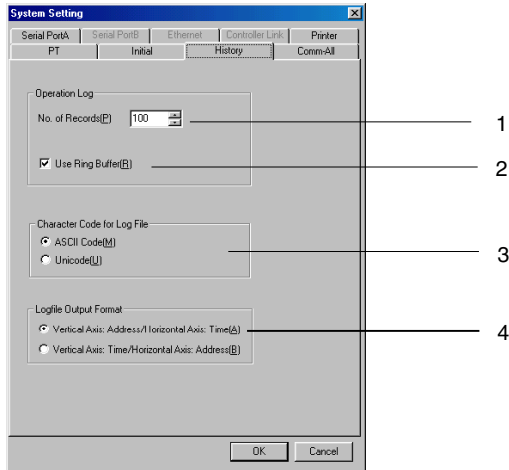 System Setting
Serial PortA Serial PortB Ethernet Controller Link Printer
PT Initial History Comm-All
Operation Log
No. of Records(P) 100
1
Use Ring Buffer(R)
2
Character Code for Log File
ASCII Code(M)
Unicode(U)
3
Logfile Output Format
Vertical Axis: Address/Horizontal Axis: Time(A)
4
Vertical Axis: Time/Horizontal Axis: Address(B)
OK Cancel